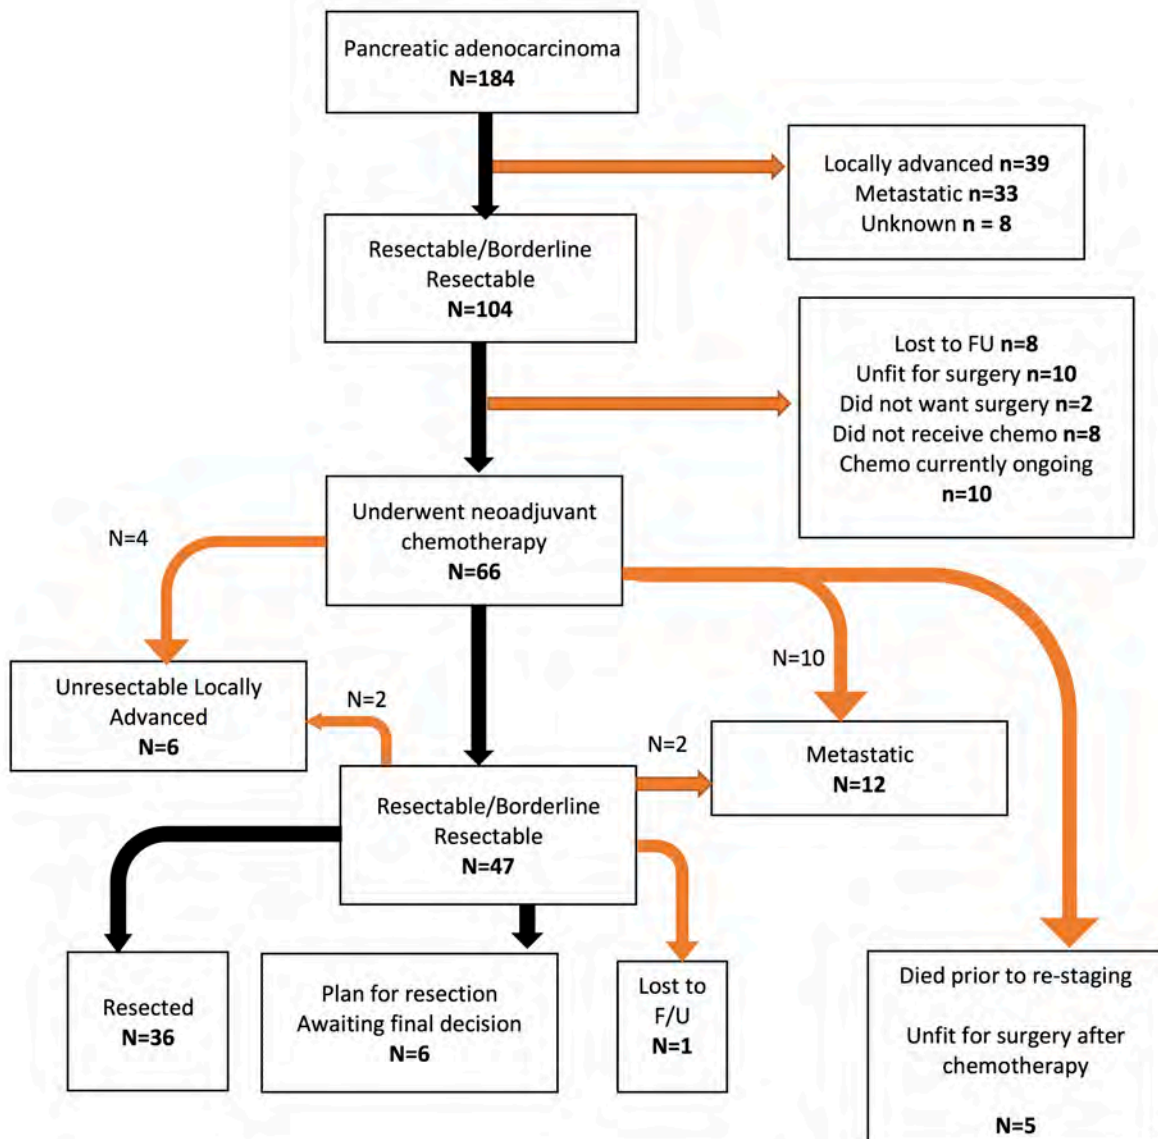 Pancreatic adenocarcinoma
N=184
Locally advanced n=39
Metastatic n=33
Unknown n = 8
Resectable/Borderline
Resectable
N=104
Lost to FU n=8
Unfit for surgery n=10
Did not want surgery n=2
Did not receive chemo n=8
Chemo currently ongoing
n=10
Underwent neoadjuvant
chemotherapy
N=66
N=4
N=10
Unresectable Locally
Advanced
N=6
N=2
N=2
Metastatic
N=12
Resectable/Borderline
Resectable
N=47
Resected
N=36
Plan for resection
Awaiting final decision
N=6
Lost to
F/U
N=1
Died prior to re-staging
Unfit for surgery after
chemotherapy
N=5